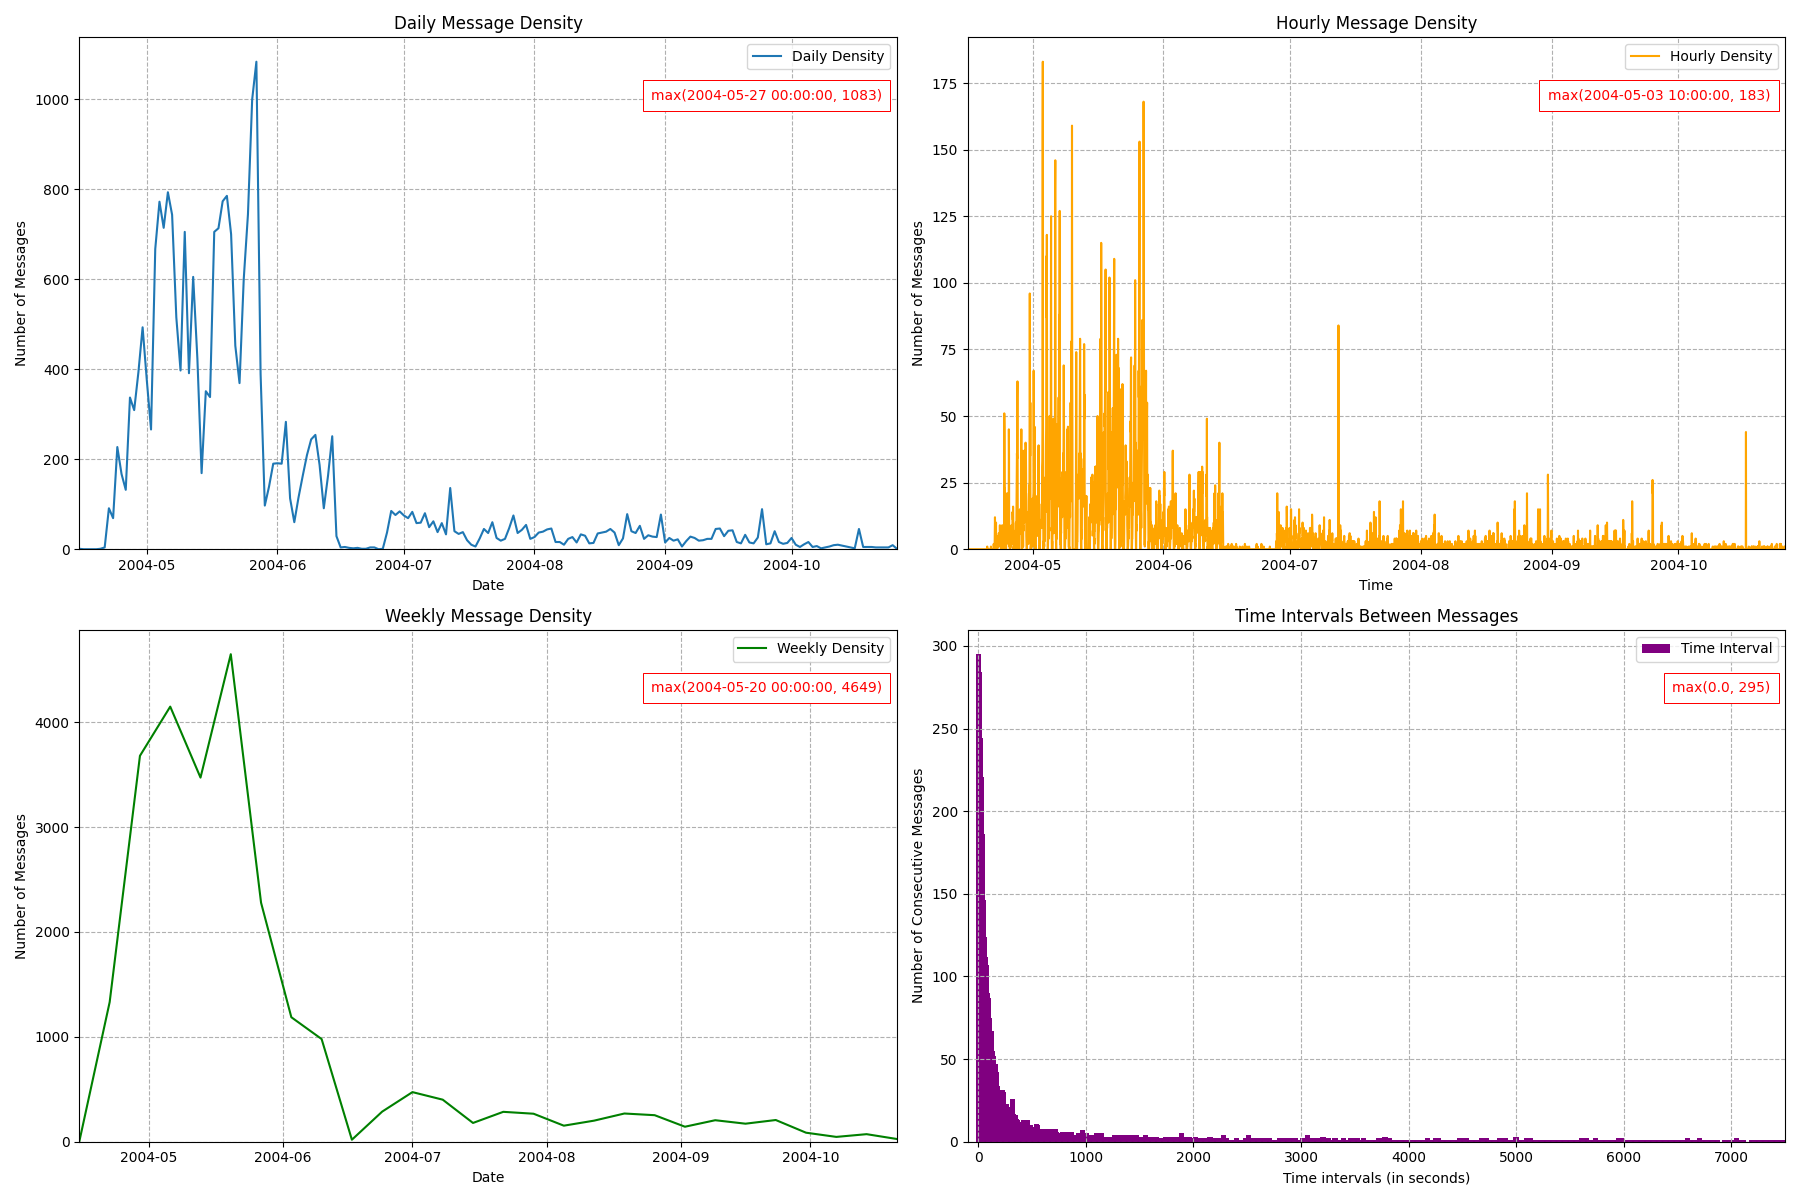 Daily Message Density
Daily Density
max(2004-05-27 00:00:00, 1083)
Number of Messages
1000
800
600
400
200
0
2004-05
2004-06
2004-07
2004-08
2004-09
2004-10
Date
Hourly Message Density
Hourly Density
max(2004-05-03 10:00:00, 183)
Number of Messages
175
150
125
100
75
50
25
0
2004-05
2004-06
2004-07
2004-08
2004-09
2004-10
Time
Weekly Message Density
Weekly Density
max(2004-05-20 00:00:00, 4649)
Number of Messages
4000
3000
2000
1000
0
2004-05
2004-06
2004-07
2004-08
2004-09
2004-10
Date
Time Intervals Between Messages
Time Interval
max(0.0, 295)
Number of Consecutive Messages
300
250
200
150
100
50
0
0
1000
2000
3000
4000
5000
6000
7000
Time intervals (in seconds)